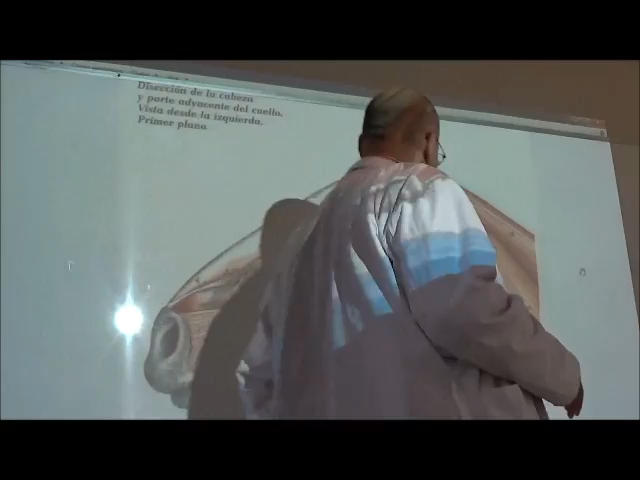 Disección de la cabeza
y parte adyacente del cuello.
Vista desde la izquierda.
Primer plano